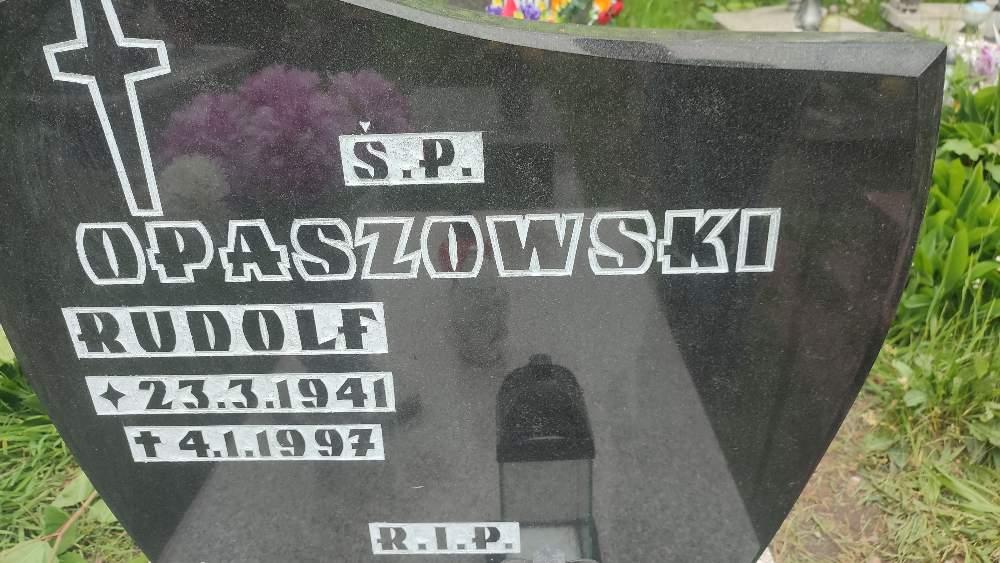 Ś.P.
OPASZOWSKI
RUDOLF
✦ 23.3.1941
✝ 4.1.1997
R.I.P.